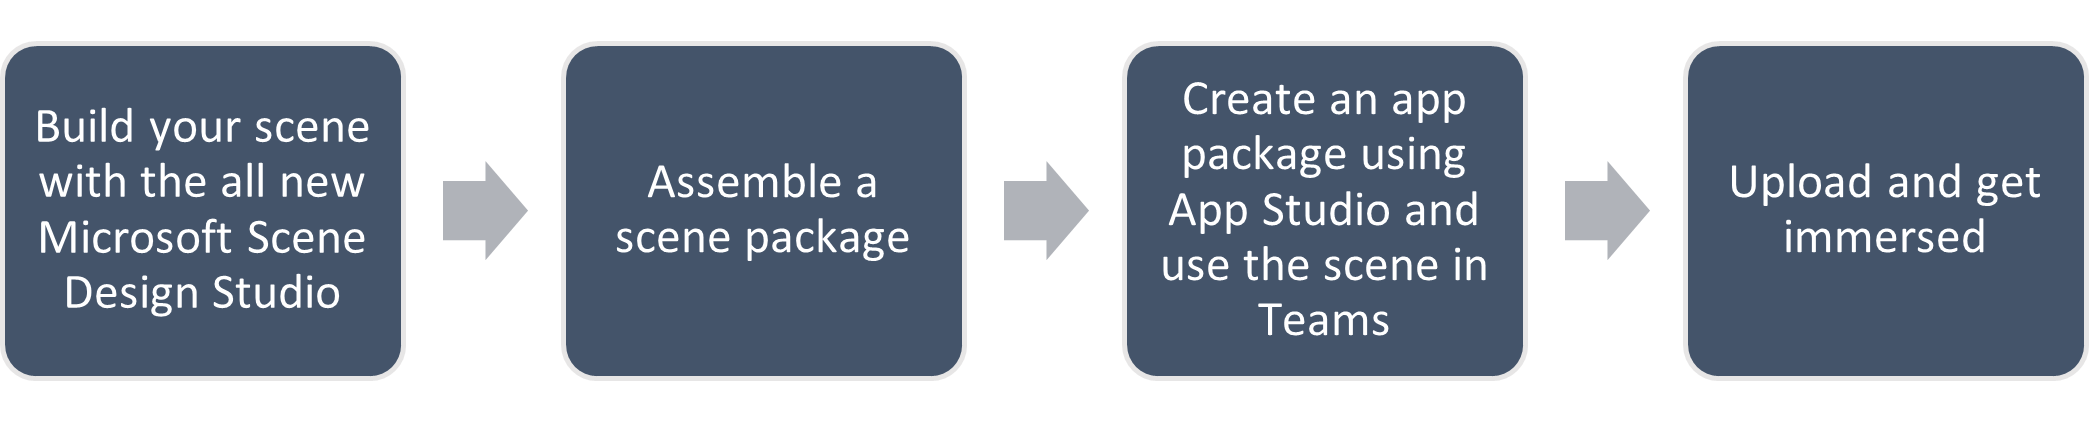 Build your scene
with the all new
Microsoft Scene
Design Studio
Assemble a
scene package
Create an app
package using
App Studio and
use the scene in
Teams
Upload and get
immersed